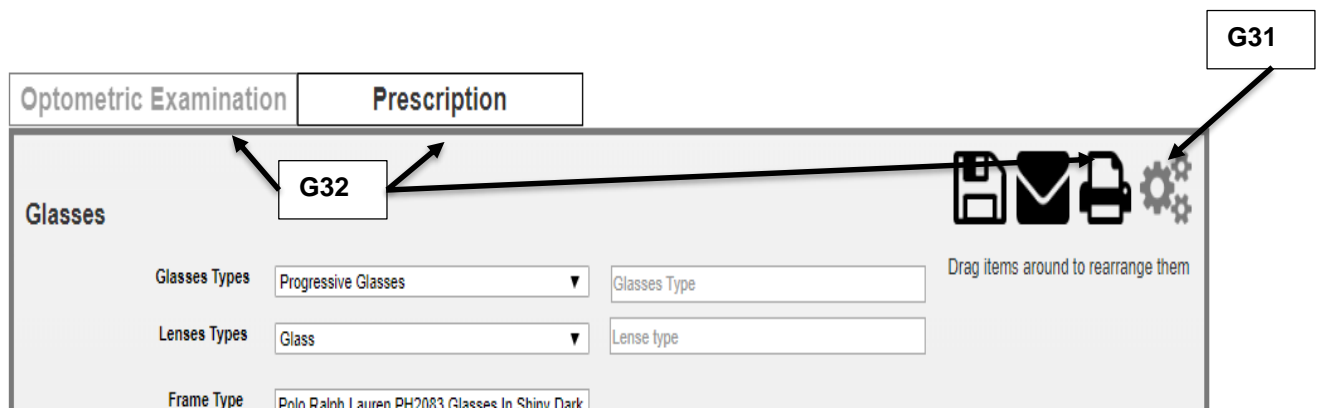 G31
Optometric Examination
Prescription
G32
Glasses
Drag items around to rearrange them
Glasses Types
Progressive Glasses
Glasses Type
Lenses Types
Glass
Lense type
Frame Type
Polo Ralph Lauren PH2083 Glasses In Shiny Dark